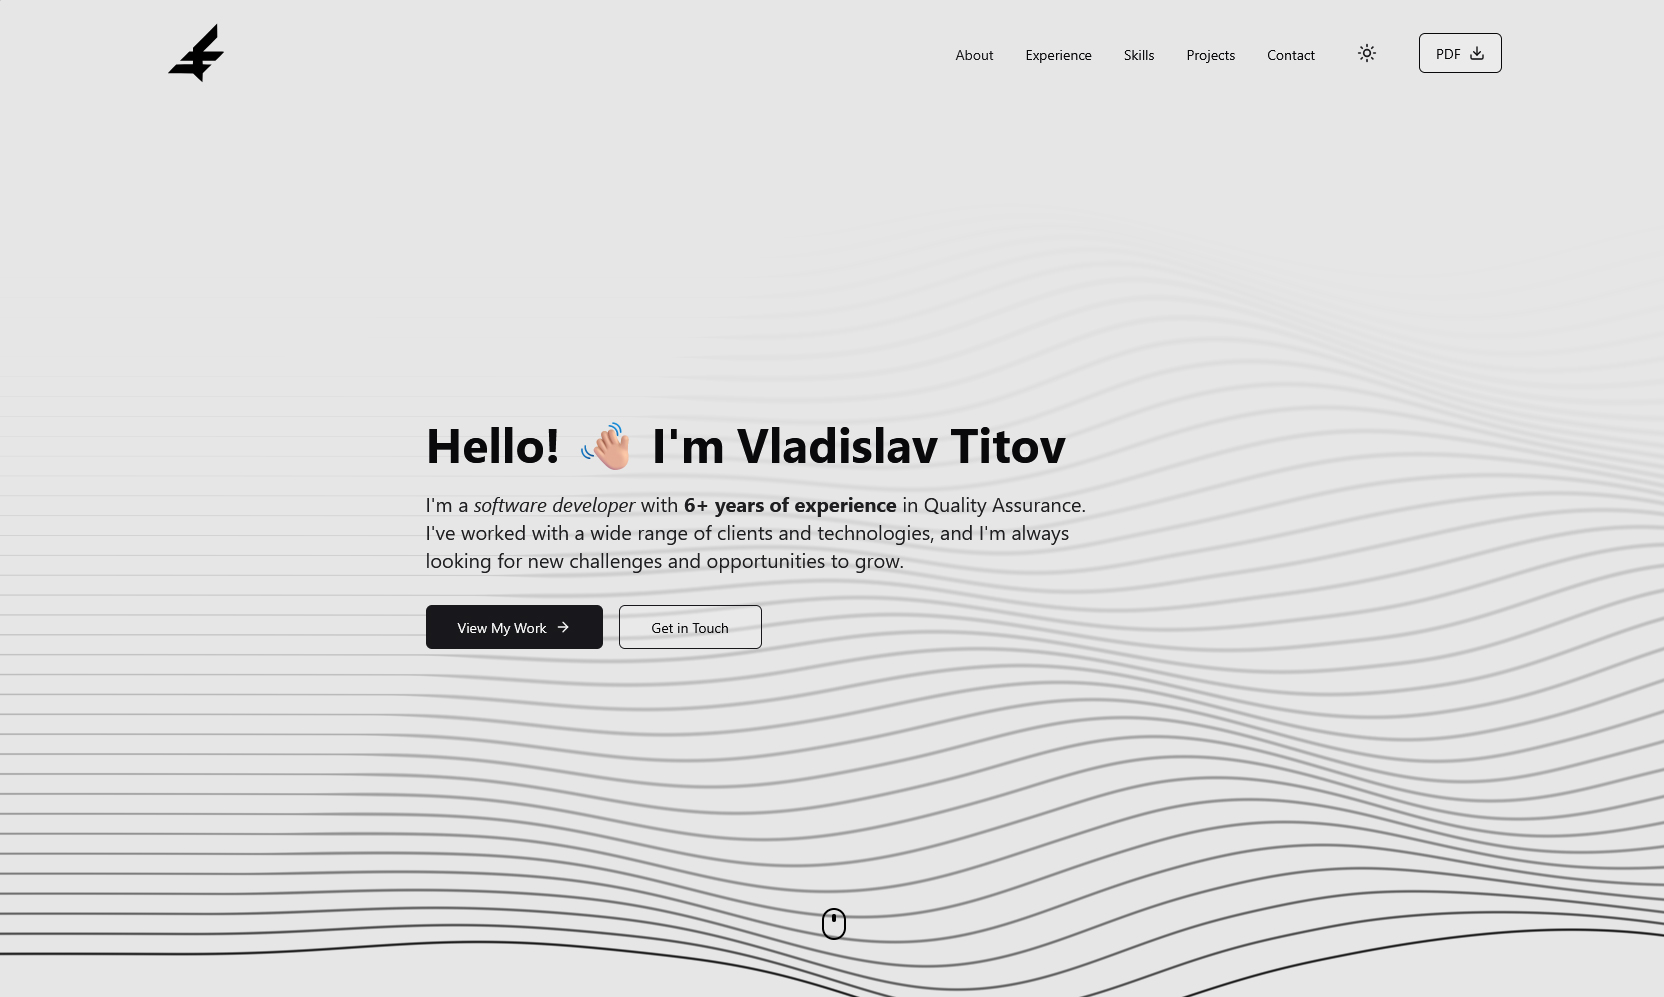 About Experience Skills Projects Contact PDF
Hello! 👋 I'm Vladislav Titov
I'm a software developer with 6+ years of experience in Quality Assurance.
I've worked with a wide range of clients and technologies, and I'm always
looking for new challenges and opportunities to grow.
View My Work → Get in Touch